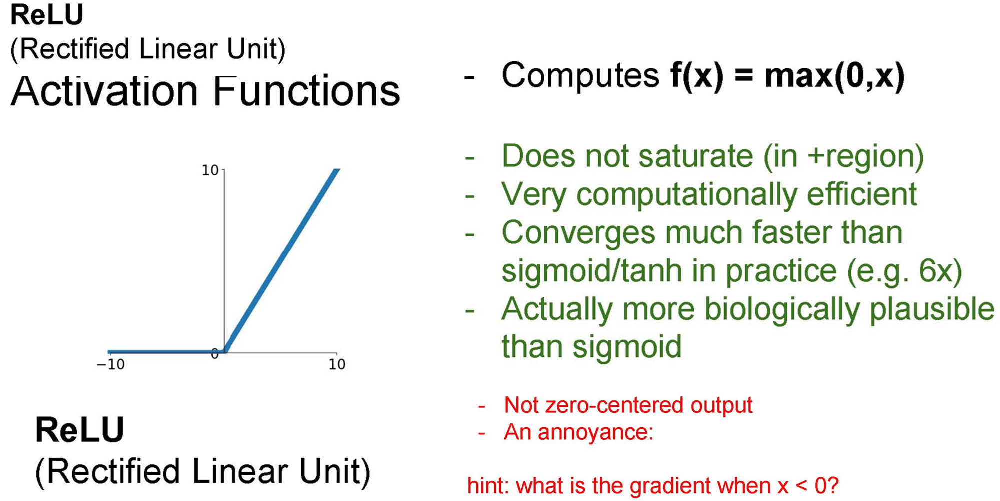 ReLU
(Rectified Linear Unit)
Activation Functions
10
0
−10
10
ReLU
(Rectified Linear Unit)
- Computes f(x) = max(0,x)
- Does not saturate (in +region)
- Very computationally efficient
- Converges much faster than
sigmoid/tanh in practice (e.g. 6x)
- Actually more biologically plausible
than sigmoid
- Not zero-centered output
- An annoyance:
hint: what is the gradient when x < 0?